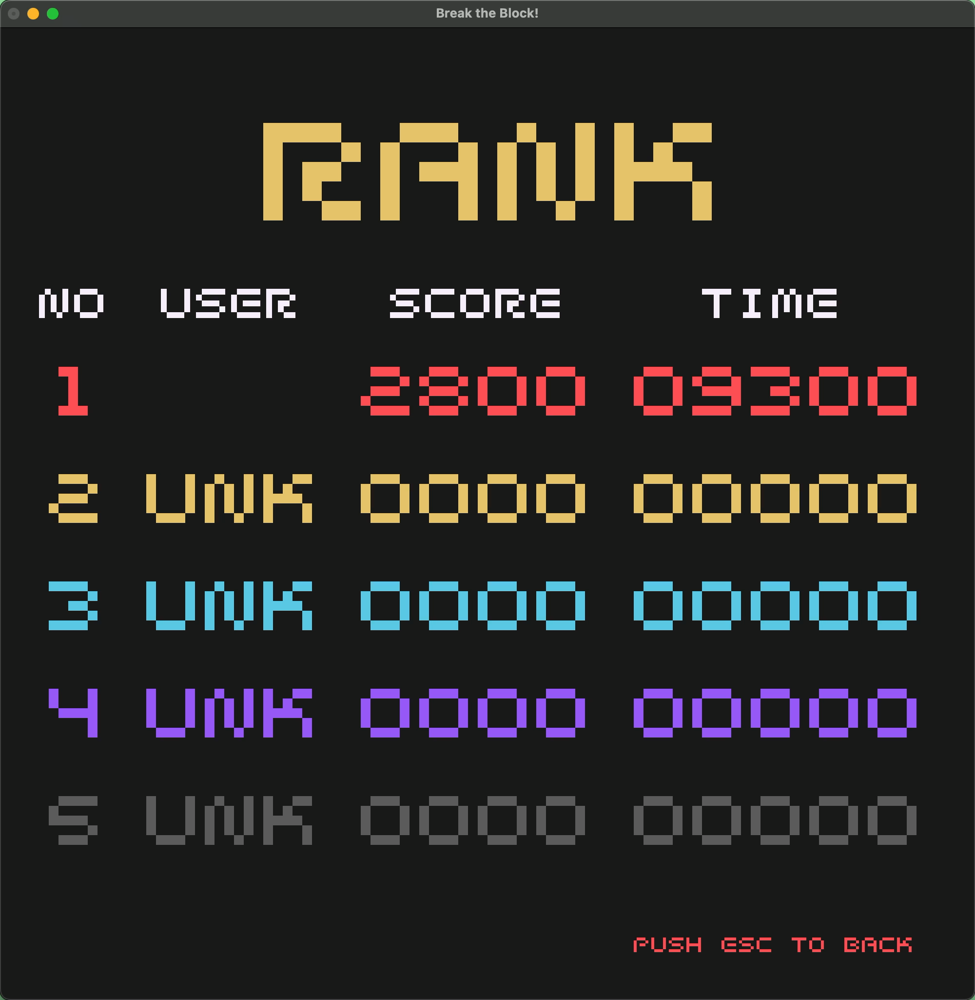 Break the Block!
RANK
NO USER SCORE TIME
1 2800 09300
2 UNK 0000 00000
3 UNK 0000 00000
4 UNK 0000 00000
5 UNK 0000 00000
PUSH ESC TO BACK